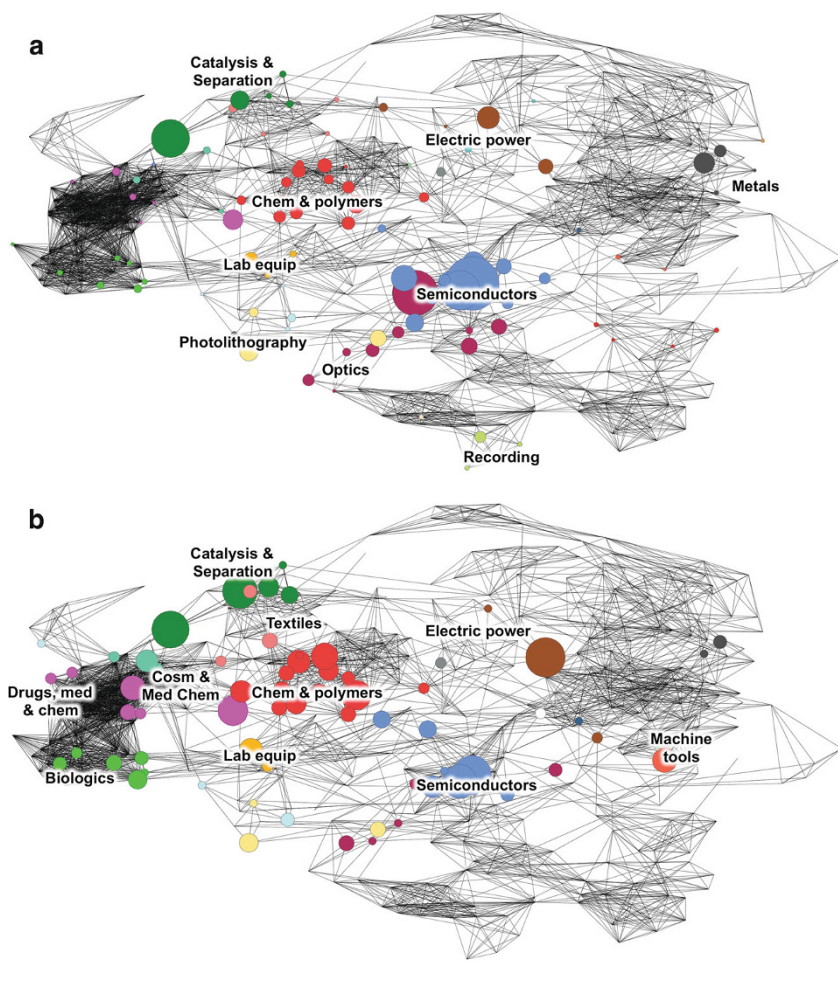 a
Catalysis &
Separation
Electric power
Metals
Chem & polymers
Lab equip
Semiconductors
Photolithography
Optics
Recording
b
Catalysis &
Separation
Textiles
Electric power
Drugs, med
& chem
Cosm &
Med Chem
Chem & polymers
Machine
tools
Lab equip
Biologics
Semiconductors